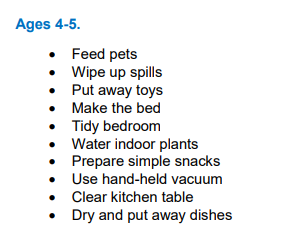 Ages 4-5.
• Feed pets
• Wipe up spills
• Put away toys
• Make the bed
• Tidy bedroom
• Water indoor plants
• Prepare simple snacks
• Use hand-held vacuum
• Clear kitchen table
• Dry and put away dishes